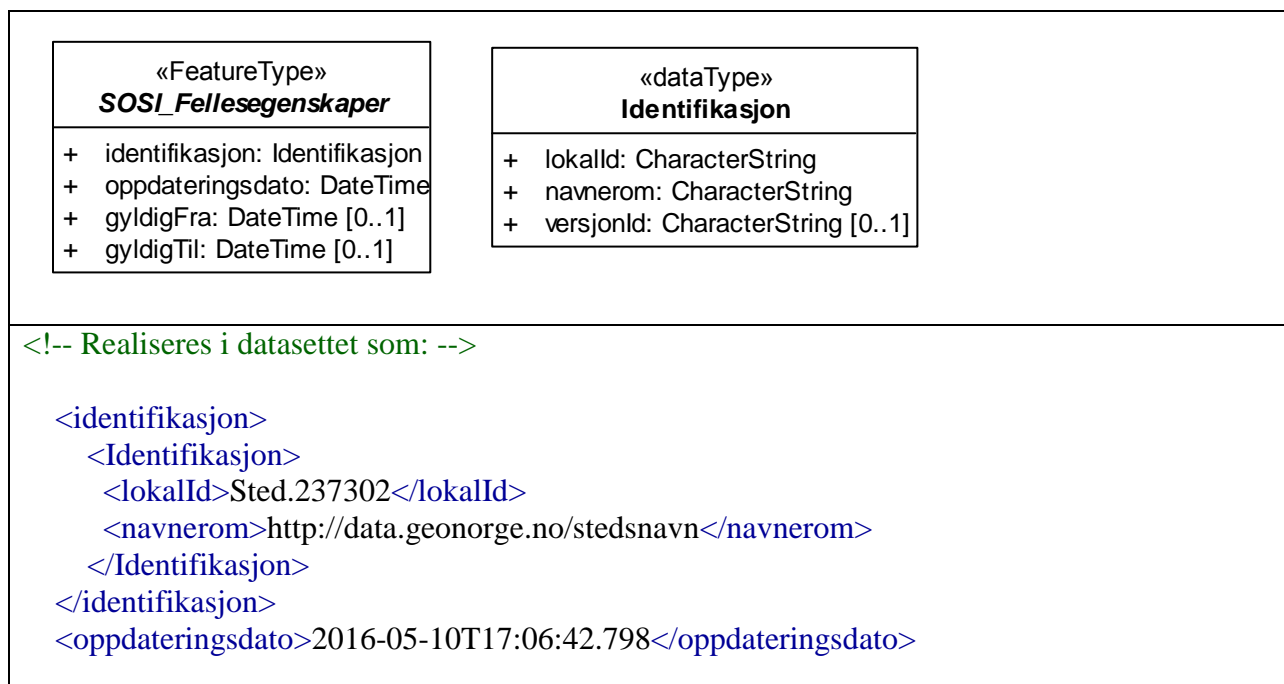 «FeatureType»
SOSI_Fellesegenskaper
+ identifikasjon: Identifikasjon
+ oppdateringsdato: DateTime
+ gyldigFra: DateTime [0..1]
+ gyldigTil: DateTime [0..1]
«dataType»
Identifikasjon
+ lokalId: CharacterString
+ navnerom: CharacterString
+ versjonId: CharacterString [0..1]
<!-- Realiseres i datasettet som: -->
<identifikasjon>
<Identifikasjon>
<lokalId>Sted.237302</lokalId>
<navnerom>http://data.geonorge.no/stedsnavn</navnerom>
</Identifikasjon>
</identifikasjon>
<oppdateringsdato>2016-05-10T17:06:42.798</oppdateringsdato>